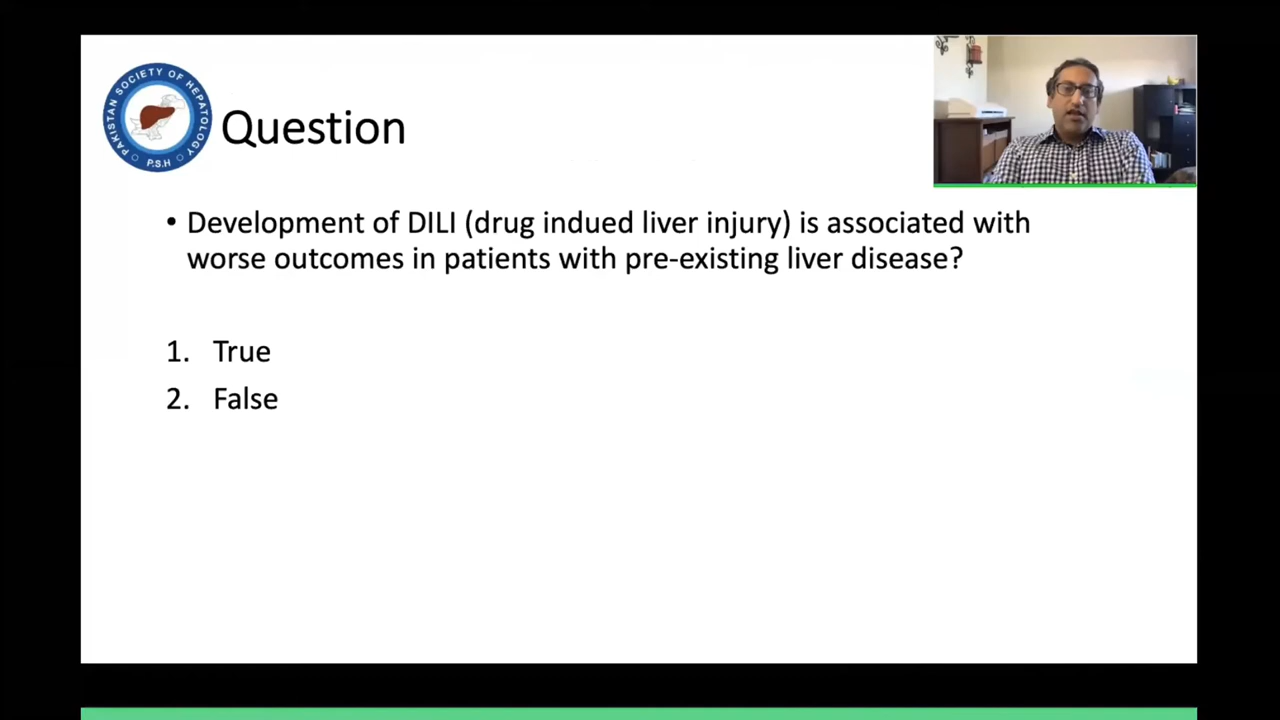 PAKISTAN SOCIETY OF HEPATOLOGY
P.S.H
Question
• Development of DILI (drug indued liver injury) is associated with
worse outcomes in patients with pre-existing liver disease?
1. True
2. False